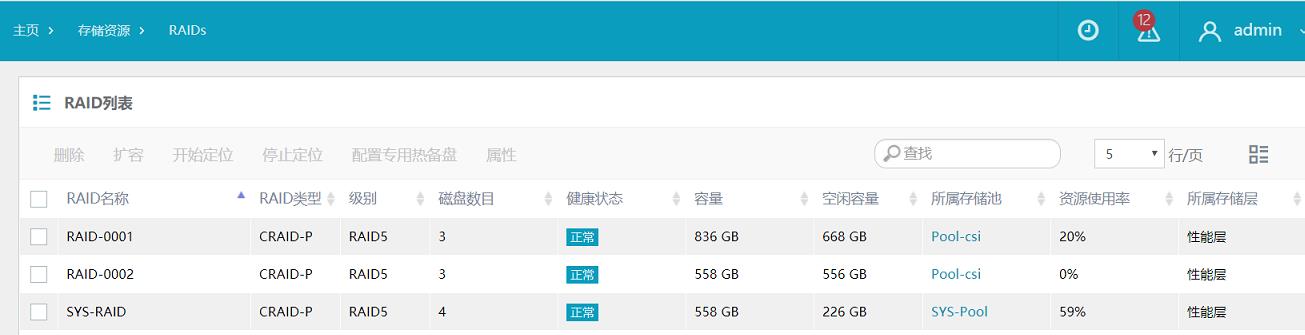 主页 > 存储资源 > RAIDs 12 admin
RAID列表
删除 扩容 开始定位 停止定位 配置专用热备盘 属性 查找 5 行/页
RAID名称 RAID类型 级别 磁盘数目 健康状态 容量 空闲容量 所属存储池 资源使用率 所属存储层
RAID-0001 CRAID-P RAID5 3 正常 836 GB 668 GB Pool-csi 20% 性能层
RAID-0002 CRAID-P RAID5 3 正常 558 GB 556 GB Pool-csi 0% 性能层
SYS-RAID CRAID-P RAID5 4 正常 558 GB 226 GB SYS-Pool 59% 性能层